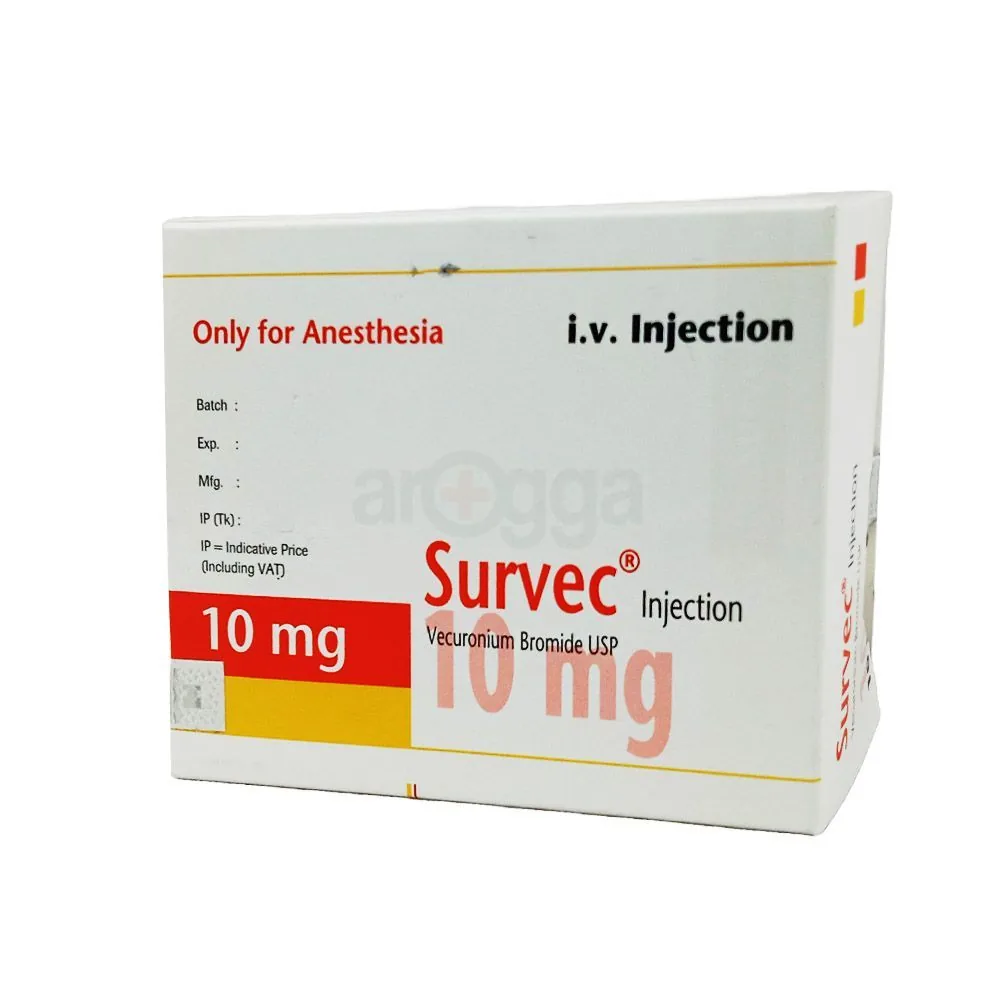 Only for Anesthesia
i.v. Injection
Batch :
Exp. :
Mfg. :
IP (Tk) :
IP = Indicative Price
(Including VAT)
arogga
Survec® Injection
Vecuronium Bromide USP
10 mg
10 mg
Survec® Injection